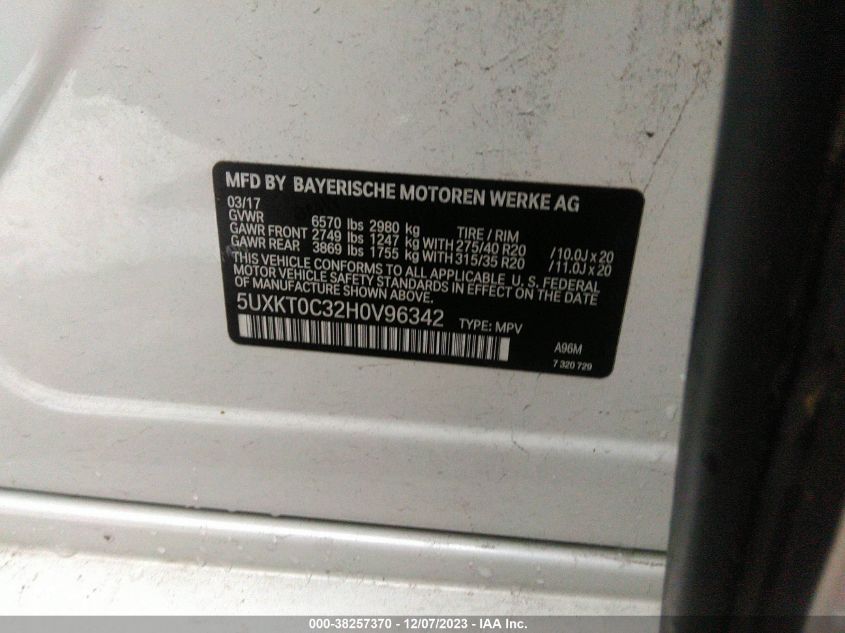 MFD BY BAYERISCHE MOTOREN WERKE AG
03/17
GVWR 6570 lbs 2980 kg TIRE / RIM
GAWR FRONT 2749 lbs 1247 kg WITH 275/40 R20 / 10.0J x 20
GAWR REAR 3869 lbs 1755 kg WITH 315/35 R20 / 11.0J x 20
THIS VEHICLE CONFORMS TO ALL APPLICABLE U.S. FEDERAL
MOTOR VEHICLE SAFETY STANDARDS IN EFFECT ON THE DATE
OF MANUFACTURE SHOWN ABOVE.
5UXKT0C32H0V96342 TYPE: MPV
A96M
7 320 729
000-38257370 - 12/07/2023 - IAA Inc.